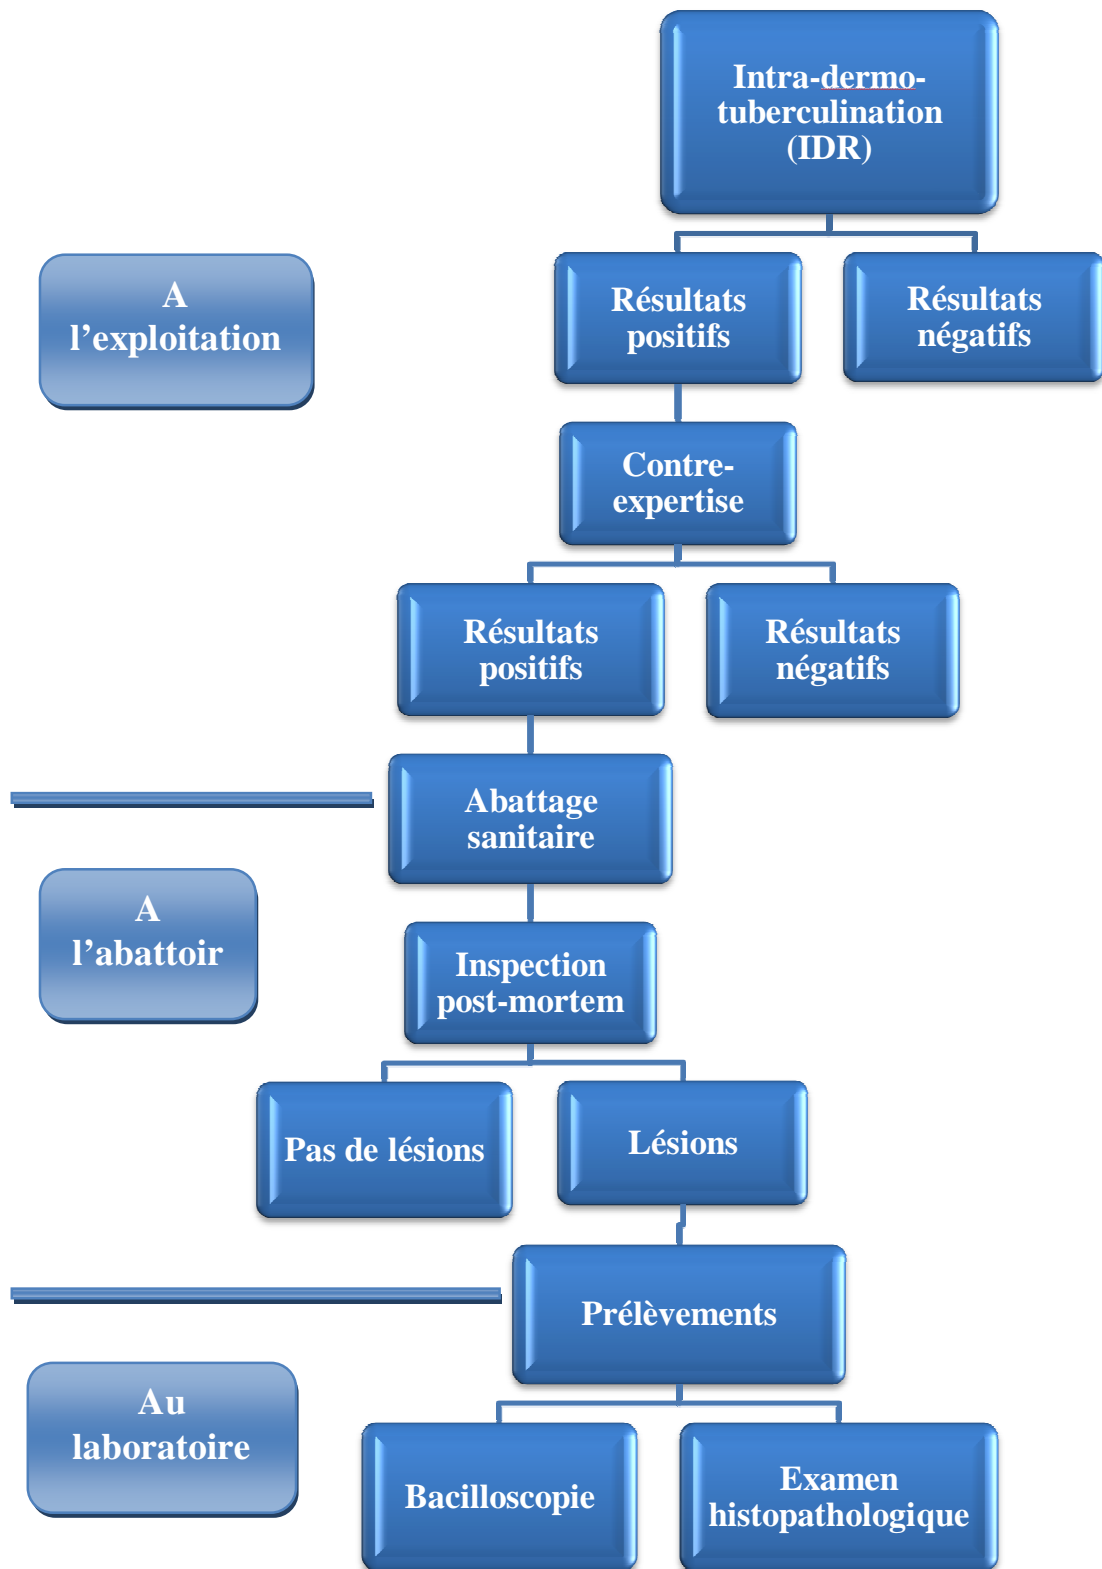 Intra-dermo-
tuberculination
(IDR)
A
l’exploitation
Résultats
positifs
Résultats
négatifs
Contre-
expertise
Résultats
positifs
Résultats
négatifs
Abattage
sanitaire
A
l’abattoir
Inspection
post-mortem
Pas de lésions
Lésions
Prélèvements
Au
laboratoire
Bacilloscopie
Examen
histopathologique